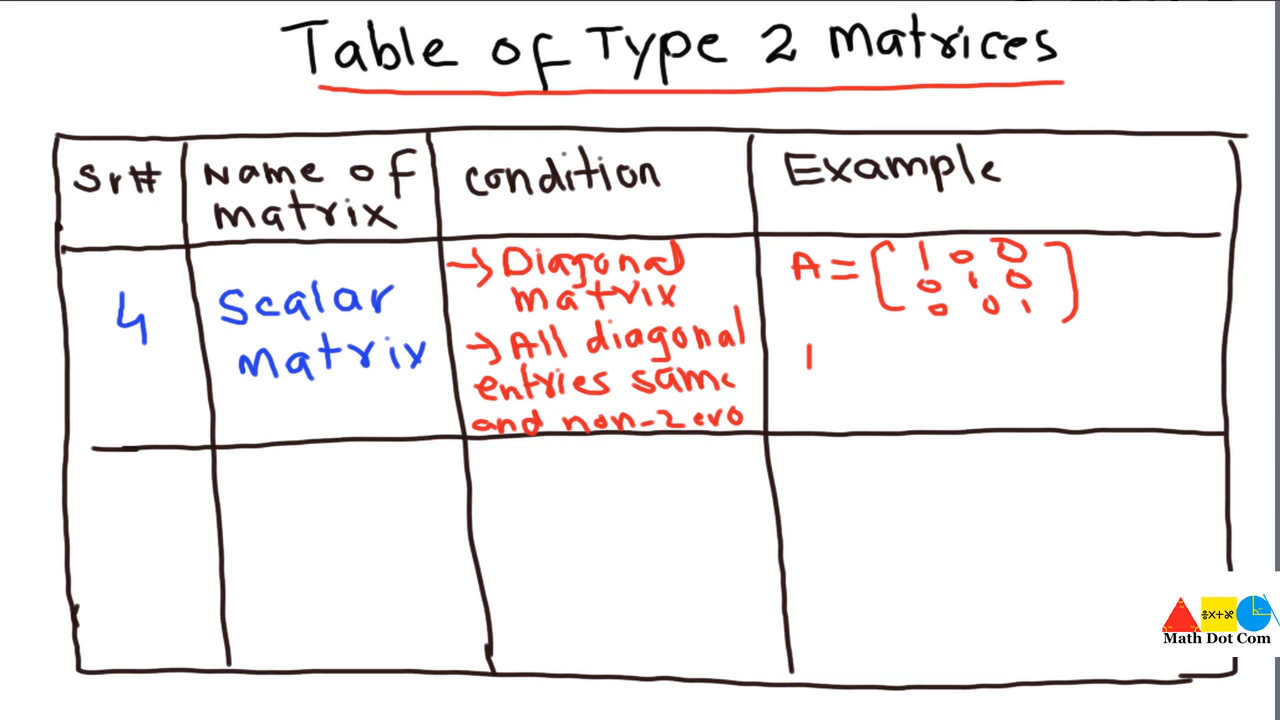 Table of Type 2 Matrices
Sr# Name of matrix condition Example
4
Scalar
matrix
→ Diagonal
matrix
→ All diagonal
entries same
and non-zero
A = [1 0 0
0 1 0
0 0 1]
÷x+
Math Dot Com